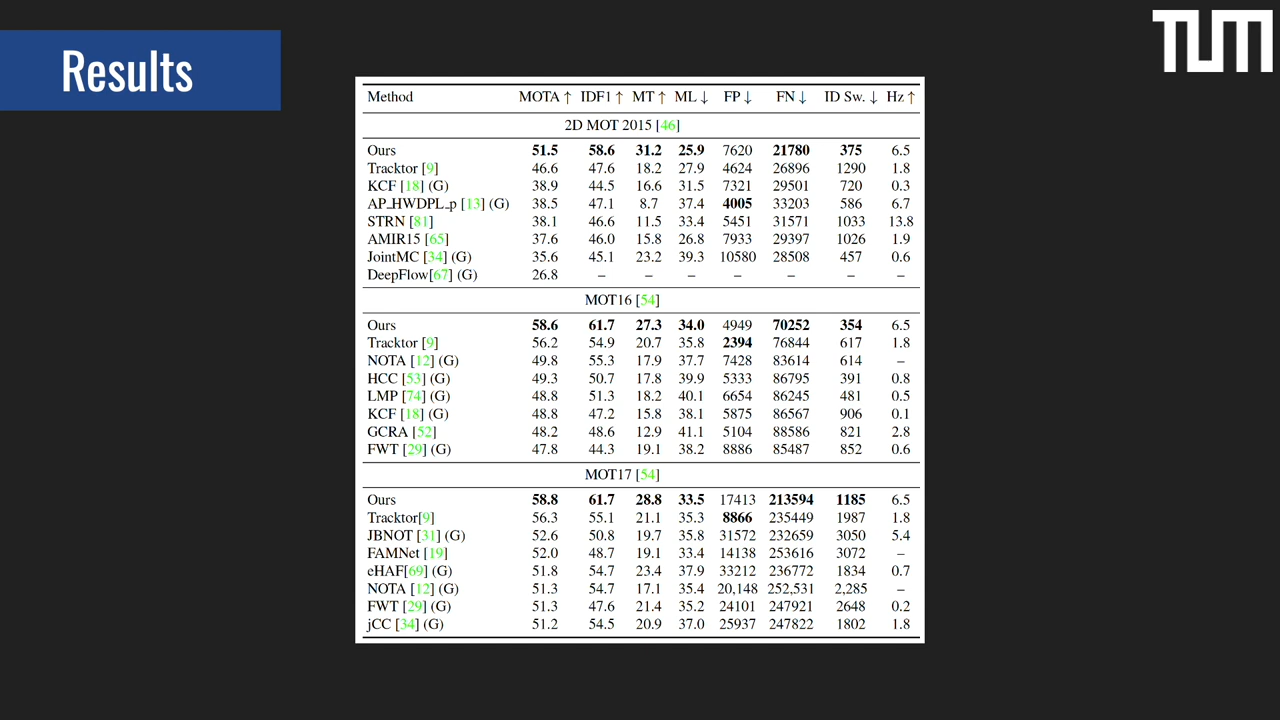 TUM
Results
Method MOTA ↑ IDF1 ↑ MT ↑ ML ↓ FP ↓ FN ↓ ID Sw. ↓ Hz ↑
2D MOT 2015 [46]
Ours 51.5 58.6 31.2 25.9 7620 21780 375 6.5
Tracktor [9] 46.6 47.6 18.2 27.9 4624 26896 1290 1.8
KCF [18] (G) 38.9 44.5 16.6 31.5 7321 29501 720 0.3
AP_HWDPL_p [13] (G) 38.5 47.1 8.7 37.4 4005 33203 586 6.7
STRN [81] 38.1 46.6 11.5 33.4 5451 31571 1033 13.8
AMIR15 [65] 37.6 46.0 15.8 26.8 7933 29397 1026 1.9
JointMC [34] (G) 35.6 45.1 23.2 39.3 10580 28508 457 0.6
DeepFlow[67] (G) 26.8 – – – – – – –
MOT16 [54]
Ours 58.6 61.7 27.3 34.0 4949 70252 354 6.5
Tracktor [9] 56.2 54.9 20.7 35.8 2394 76844 617 1.8
NOTA [12] (G) 49.8 55.3 17.9 37.7 7428 83614 614 –
HCC [53] (G) 49.3 50.7 17.8 39.9 5333 86795 391 0.8
LMP [74] (G) 48.8 51.3 18.2 40.1 6654 86245 481 0.5
KCF [18] (G) 48.8 47.2 15.8 38.1 5875 86567 906 0.1
GCRA [52] 48.2 48.6 12.9 41.1 5104 88586 821 2.8
FWT [29] (G) 47.8 44.3 19.1 38.2 8886 85487 852 0.6
MOT17 [54]
Ours 58.8 61.7 28.8 33.5 17413 213594 1185 6.5
Tracktor[9] 56.3 55.1 21.1 35.3 8866 235449 1987 1.8
JBNOT [31] (G) 52.6 50.8 19.7 35.8 31572 232659 3050 5.4
FAMNet [19] 52.0 48.7 19.1 33.4 14138 253616 3072 –
eHAF[69] (G) 51.8 54.7 23.4 37.9 33212 236772 1834 0.7
NOTA [12] (G) 51.3 54.7 17.1 35.4 20,148 252,531 2,285 –
FWT [29] (G) 51.3 47.6 21.4 35.2 24101 247921 2648 0.2
jCC [34] (G) 51.2 54.5 20.9 37.0 25937 247822 1802 1.8